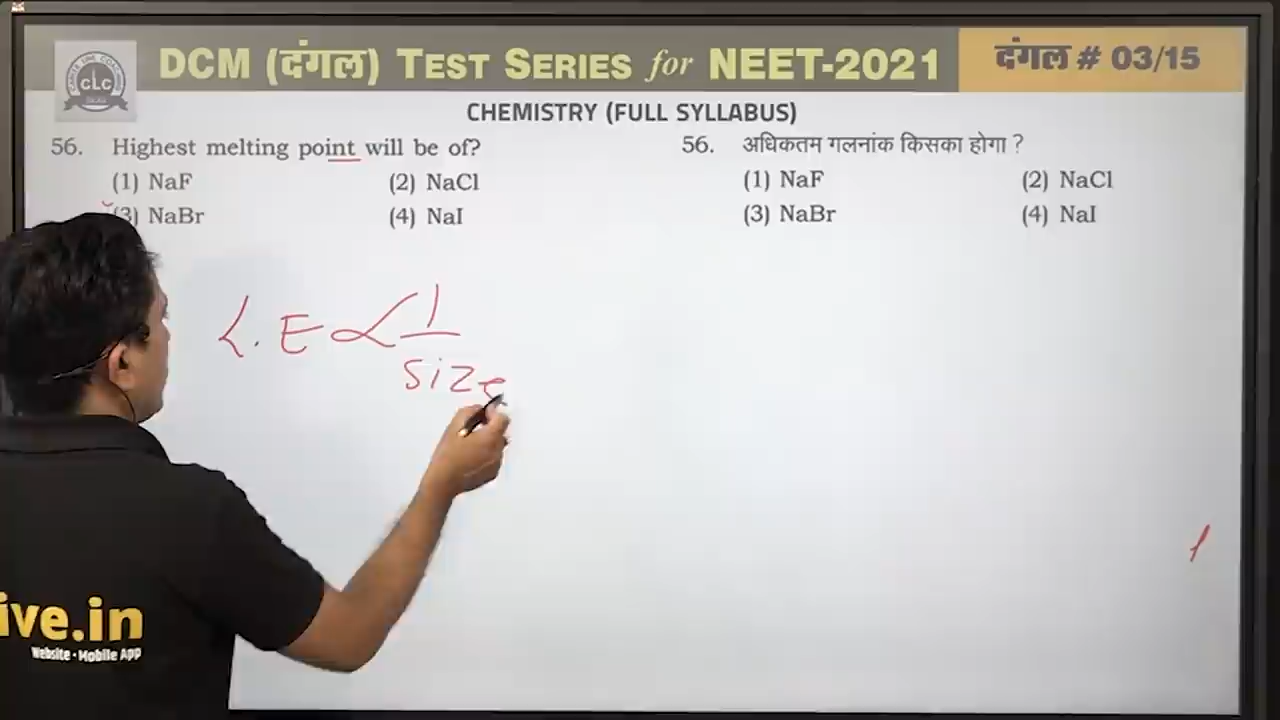 DCM (दंगल) TEST SERIES for NEET-2021
दंगल # 03/15
CLC
CHEMISTRY (FULL SYLLABUS)
56. Highest melting point will be of?
(1) NaF (2) NaCl
(3) NaBr (4) NaI
56. अधिकतम गलनांक किसका होगा ?
(1) NaF (2) NaCl
(3) NaBr (4) NaI
L.E ∝ 1
size
ive.in
Website · Mobile App